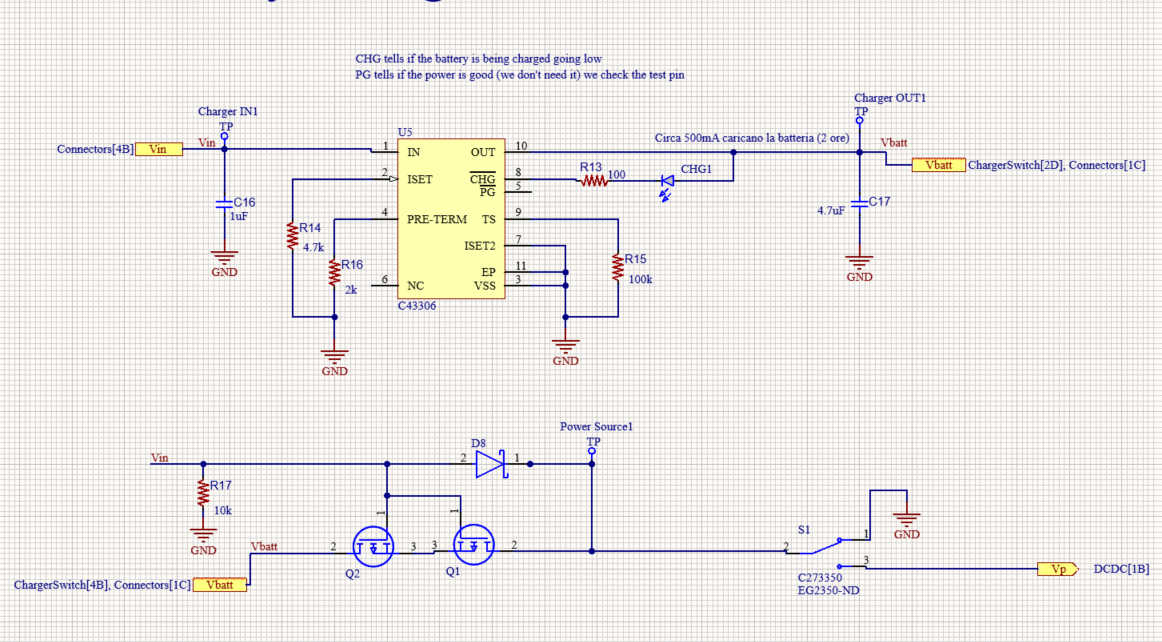 CHG tells if the battery is being charged going low
PG tells if the power is good (we don't need it) we check the test pin
Charger IN1
TP
Charger OUT1
TP
Connectors[4B] Vin
Vin
U5
Circa 500mA caricano la batteria (2 ore)
Vbatt
Vbatt ChargerSwitch[2D], Connectors[1C]
1 IN OUT 10
2 ISET CHG 8
PG 5
R13 100 CHG1
4 PRE-TERM TS 9
ISET2 7
EP 11
6 NC VSS 3
C43306
C16
1uF
GND
R14
4.7k
R16
2k
GND
R15
100k
GND
C17
4.7uF
GND
Power Source1
TP
D8
Vin 2 1
R17
10k
GND
1 1
Vbatt 2 3 3 2
Q2 Q1
ChargerSwitch[4B], Connectors[1C] Vbatt
S1
2 1
3
GND
C273350
EG2350-ND
Vp DCDC[1B]